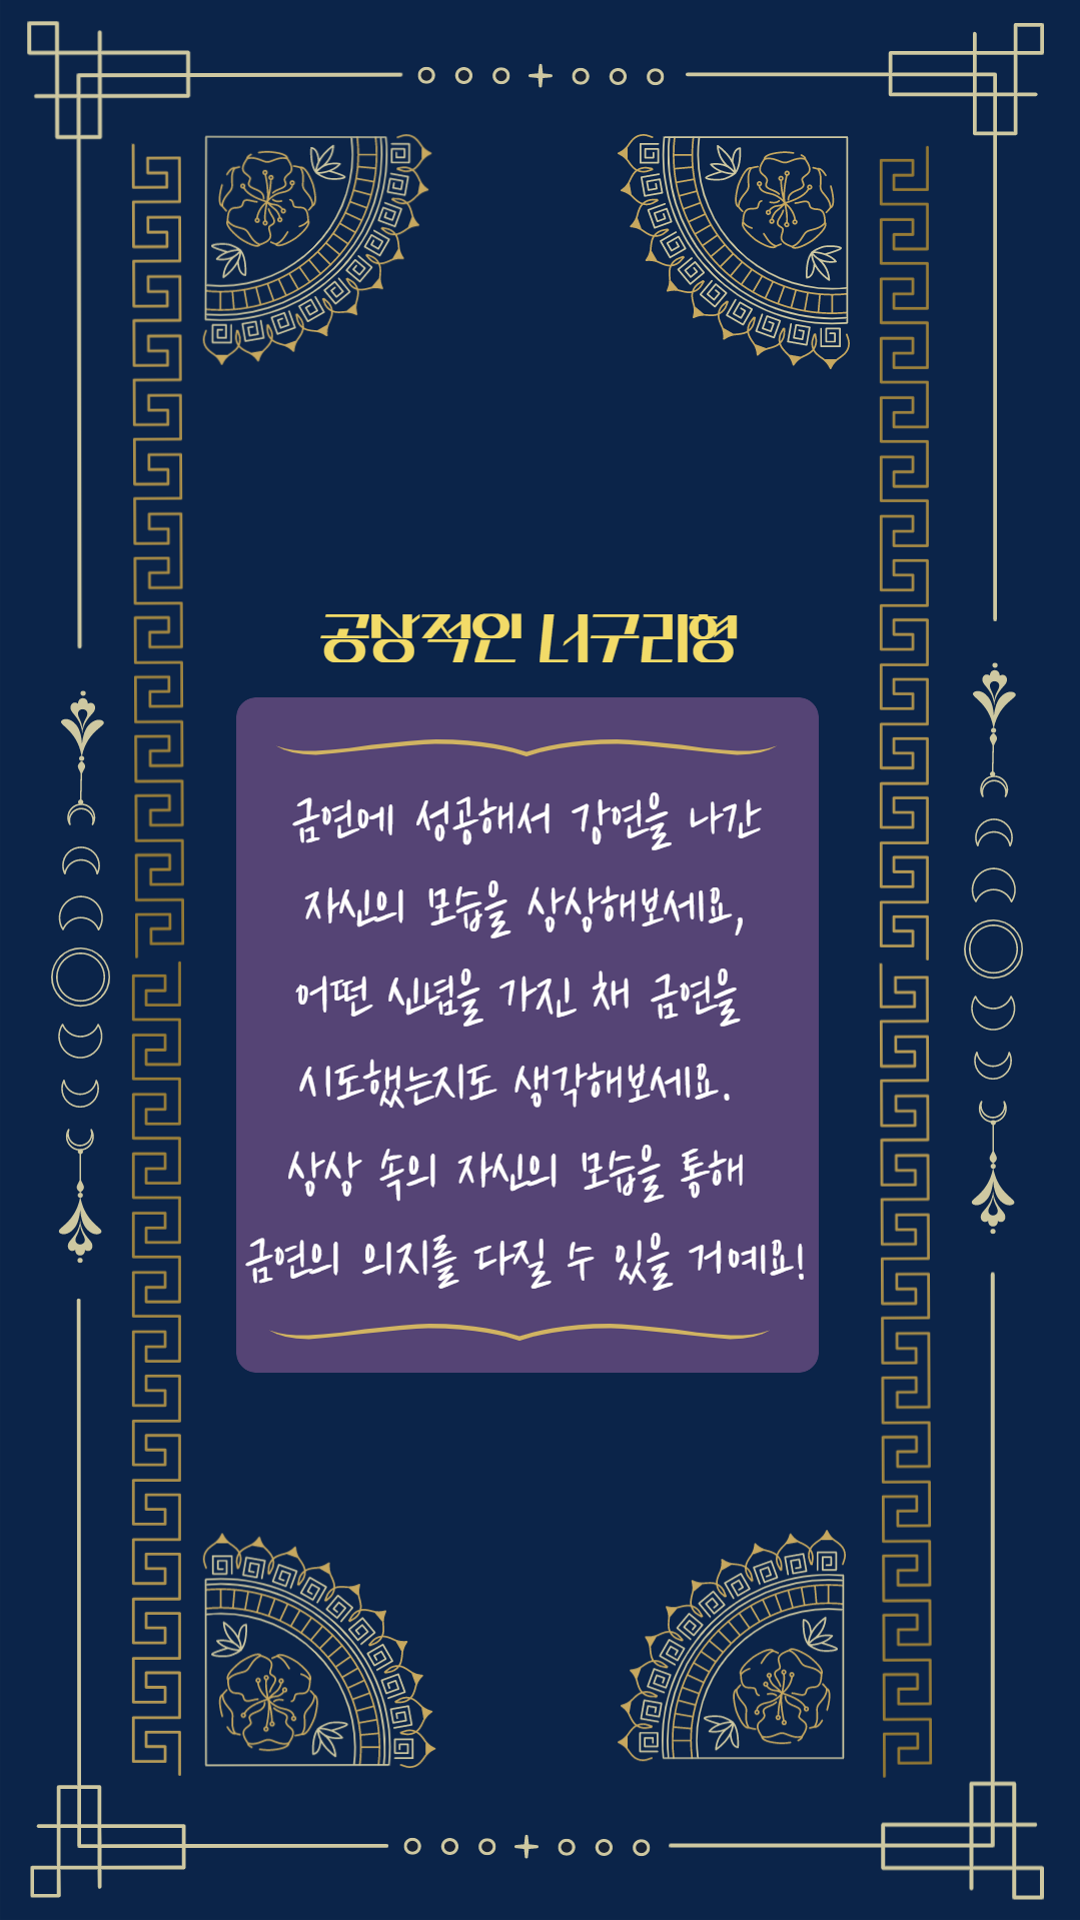 공상적인 너구리형
금연에 성공해서 강연을 나간
자신의 모습을 상상해보세요,
어떤 신념을 가진 채 금연을
시도했는지도 생각해보세요.
상상 속의 자신의 모습을 통해
금연의 의지를 다질 수 있을 거예요!